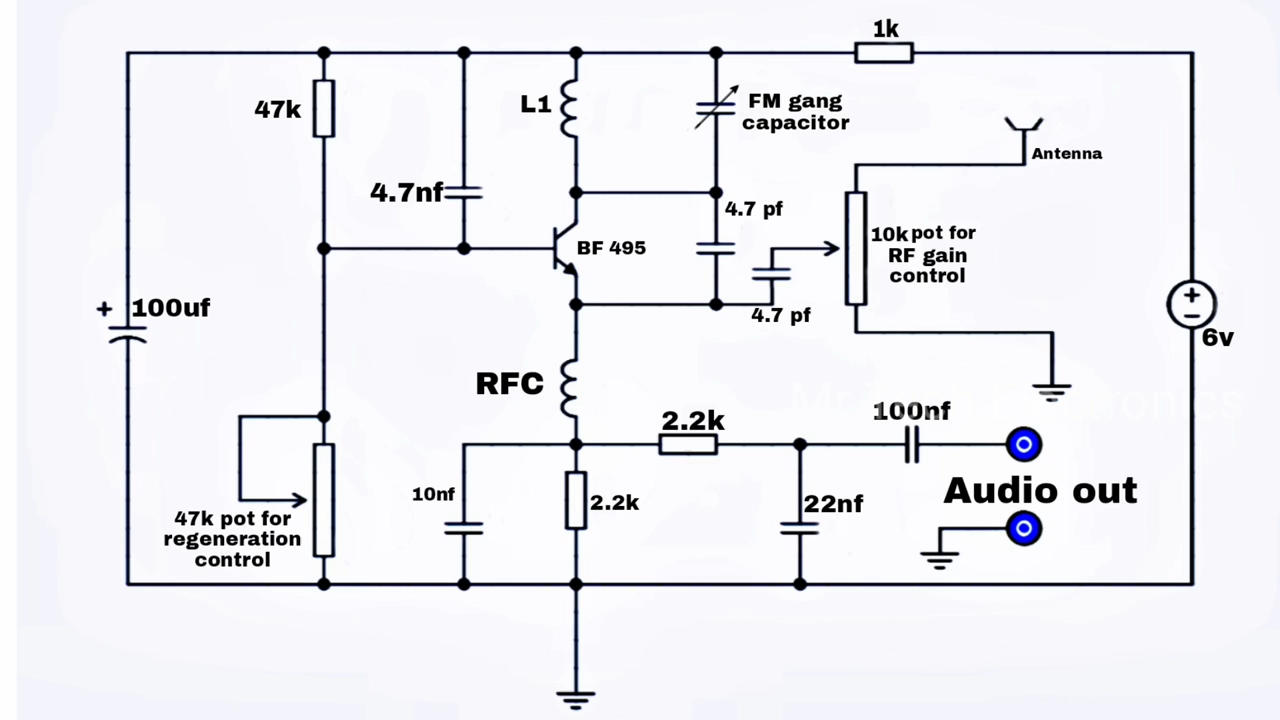 1k
47k
L1
FM gang
capacitor
Antenna
4.7nf
4.7 pf
BF 495
10k pot for
RF gain
control
+
100uf
4.7 pf
+
−
6v
RFC
2.2k
100nf
10nf
2.2k
22nf
Audio out
47k pot for
regeneration
control